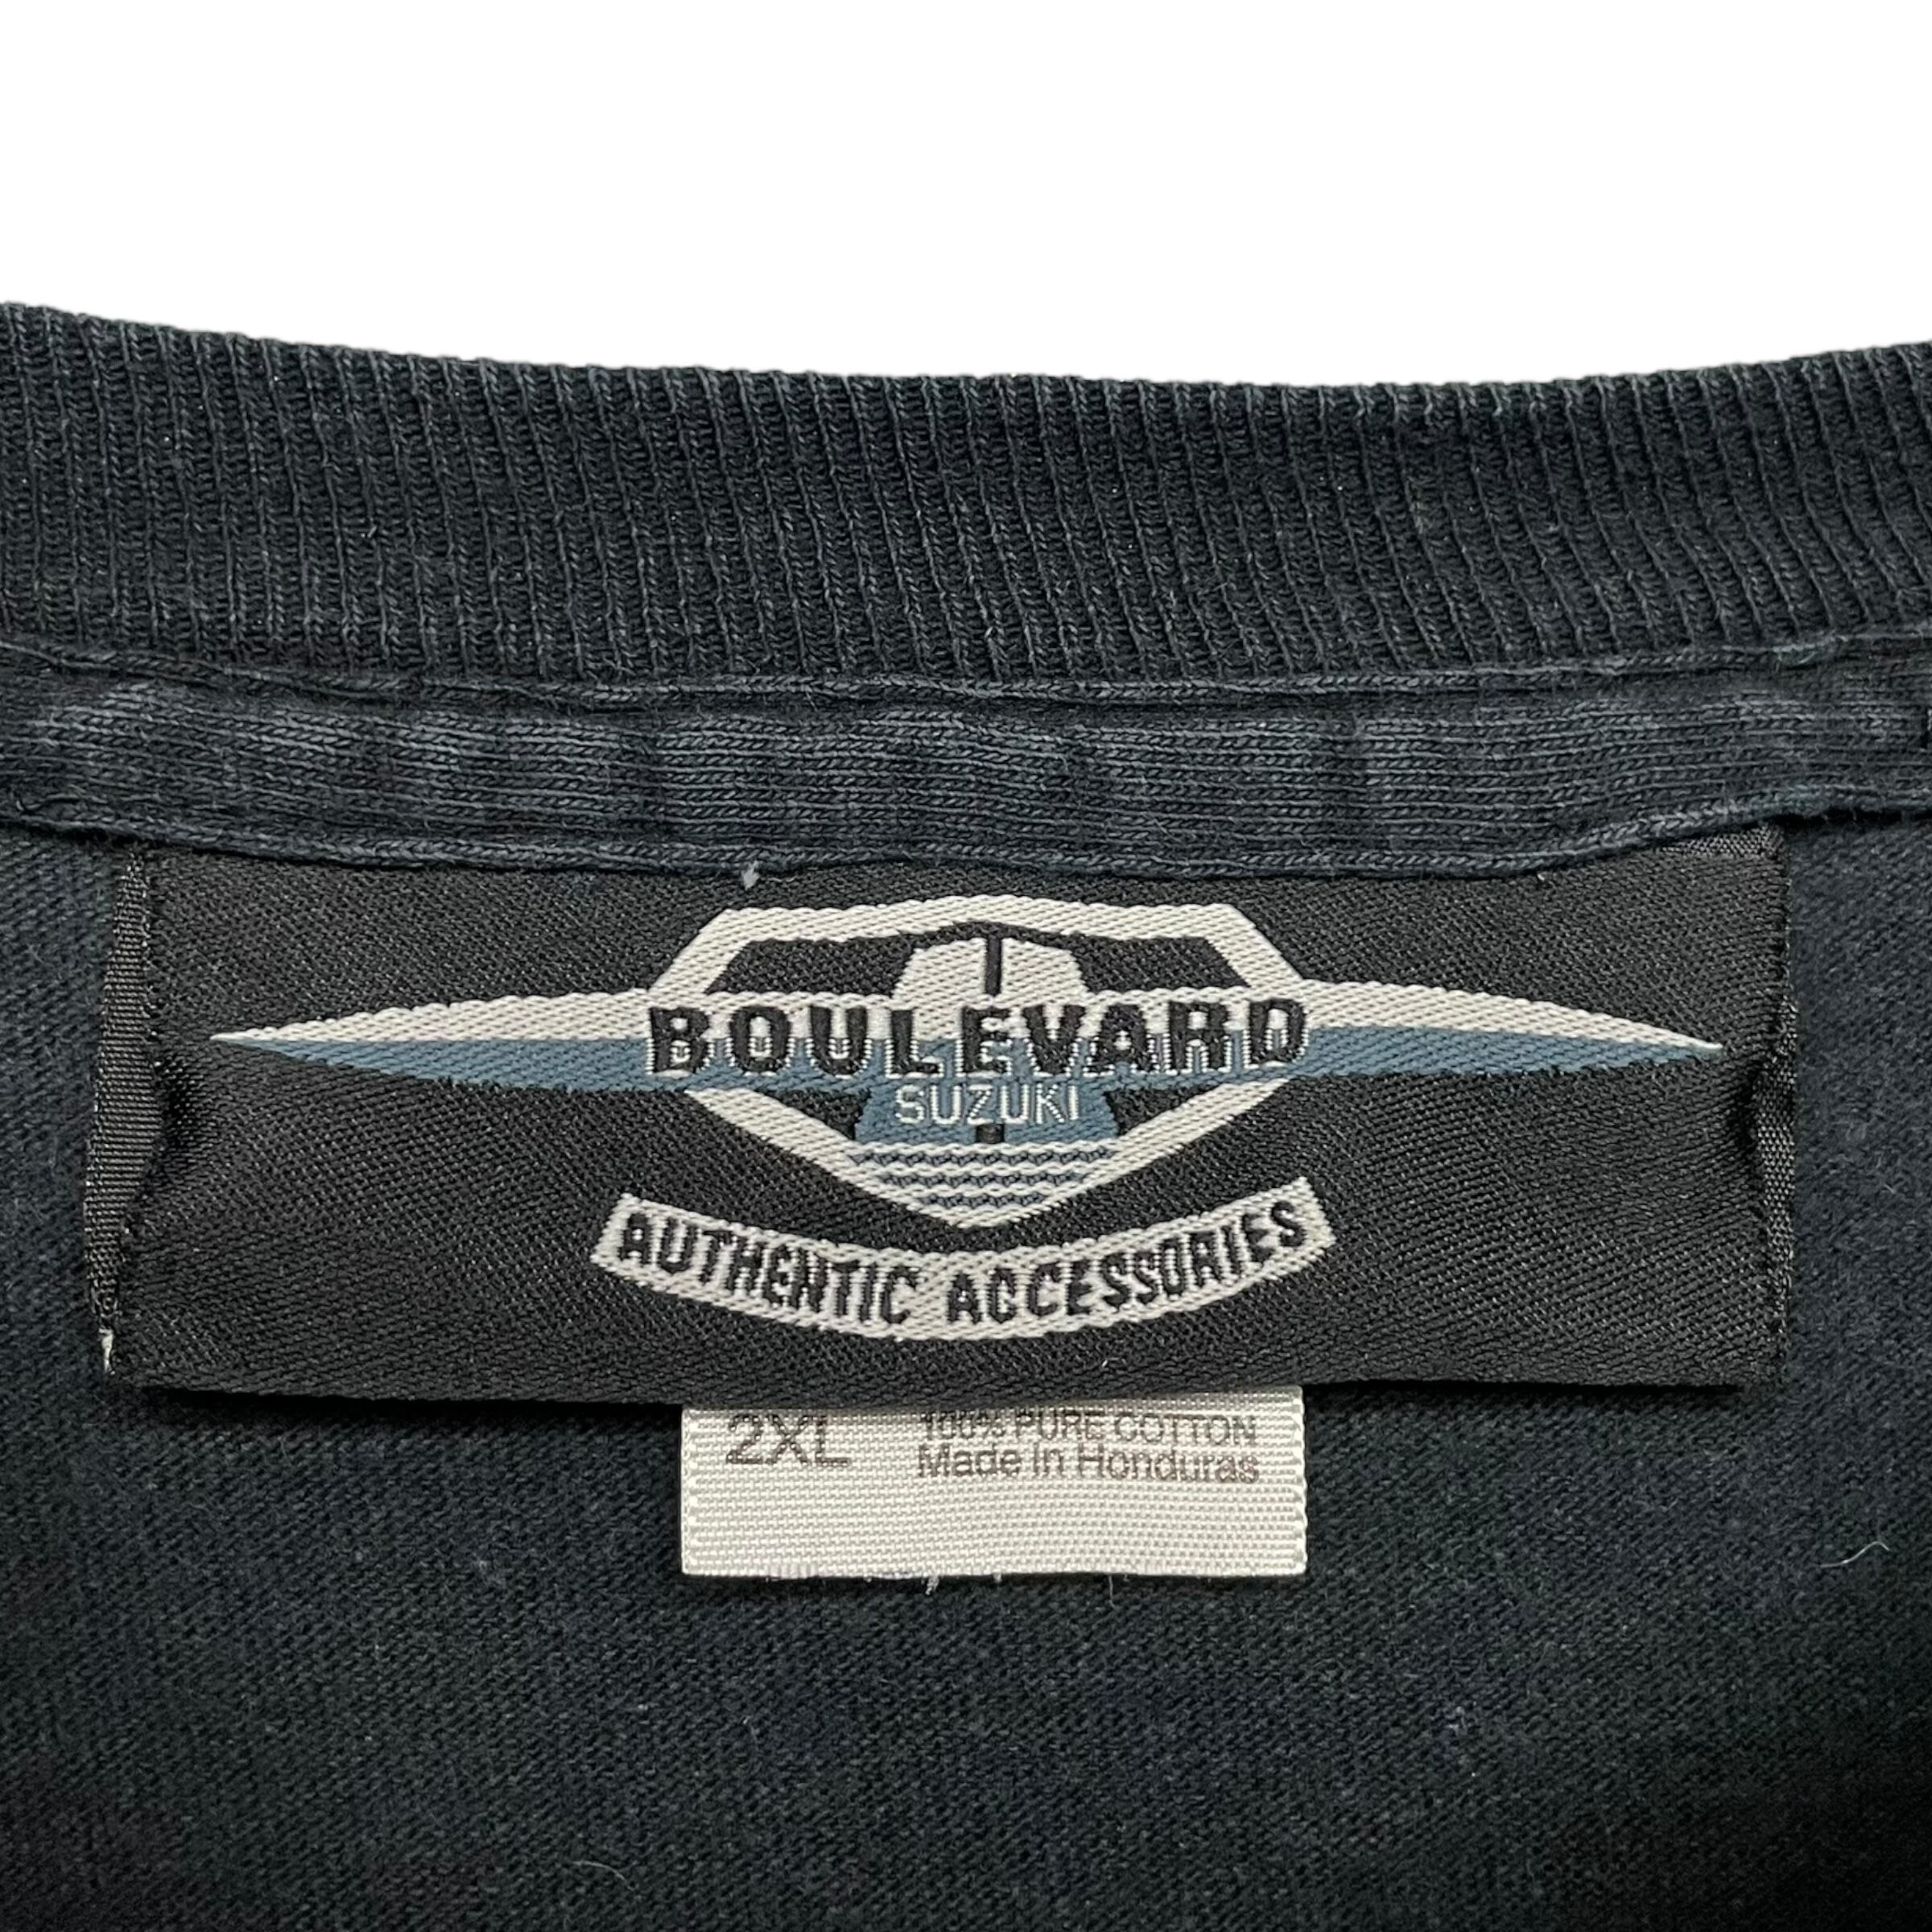 BOULEVARD
SUZUKI
AUTHENTIC ACCESSORIES
2XL 100% PURE COTTON
Made In Honduras